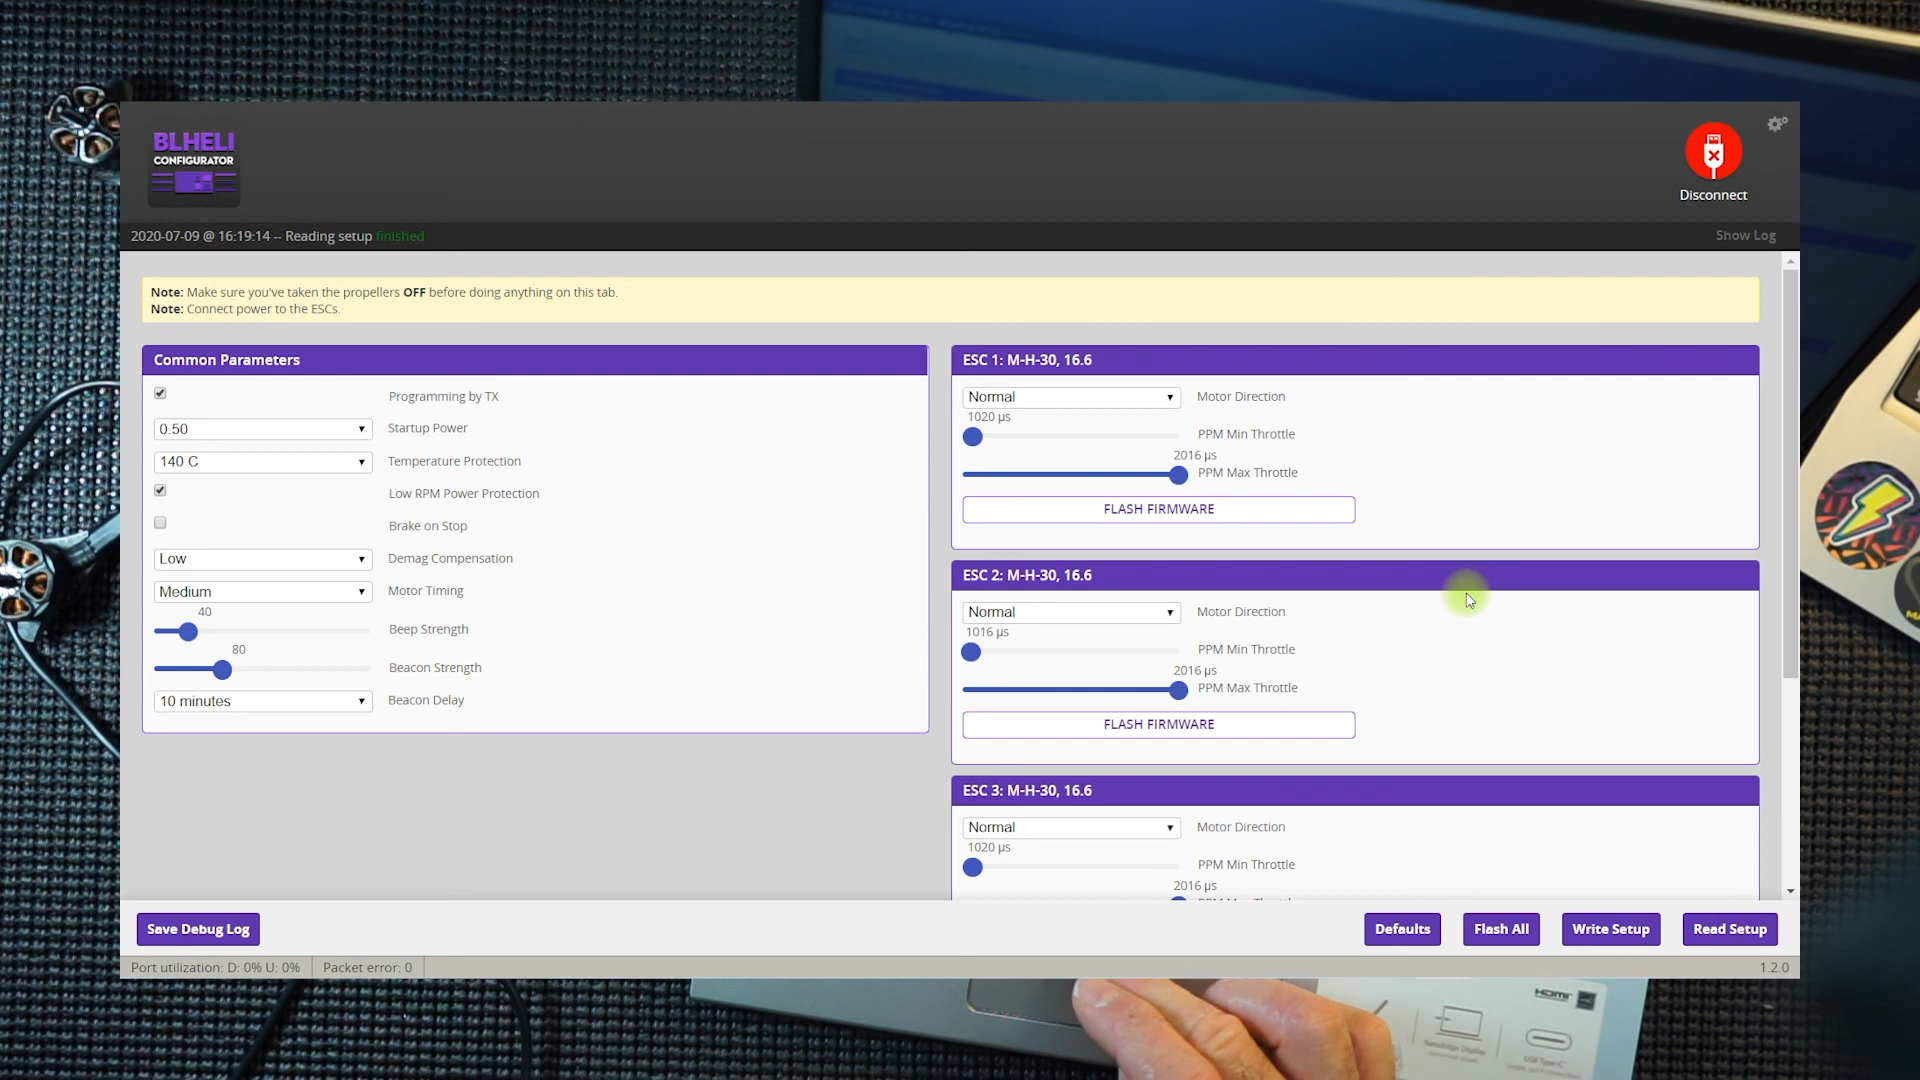 BLHELI
CONFIGURATOR
Disconnect
2020-07-09 @ 16:19:14 -- Reading setup finished
Show Log
Note: Make sure you've taken the propellers OFF before doing anything on this tab.
Note: Connect power to the ESCs.
Common Parameters
Programming by TX
0.50 Startup Power
140 C Temperature Protection
Low RPM Power Protection
Brake on Stop
Low Demag Compensation
Medium Motor Timing
40
Beep Strength
80
Beacon Strength
10 minutes Beacon Delay
ESC 1: M-H-30, 16.6
Normal Motor Direction
1020 µs
PPM Min Throttle
2016 µs
PPM Max Throttle
FLASH FIRMWARE
ESC 2: M-H-30, 16.6
Normal Motor Direction
1016 µs
PPM Min Throttle
2016 µs
PPM Max Throttle
FLASH FIRMWARE
ESC 3: M-H-30, 16.6
Normal Motor Direction
1020 µs
PPM Min Throttle
2016 µs
Save Debug Log
Defaults
Flash All
Write Setup
Read Setup
Port utilization: D: 0% U: 0%
Packet error: 0
1.2.0
HDMI
NanoEdge Display
USB Type-C